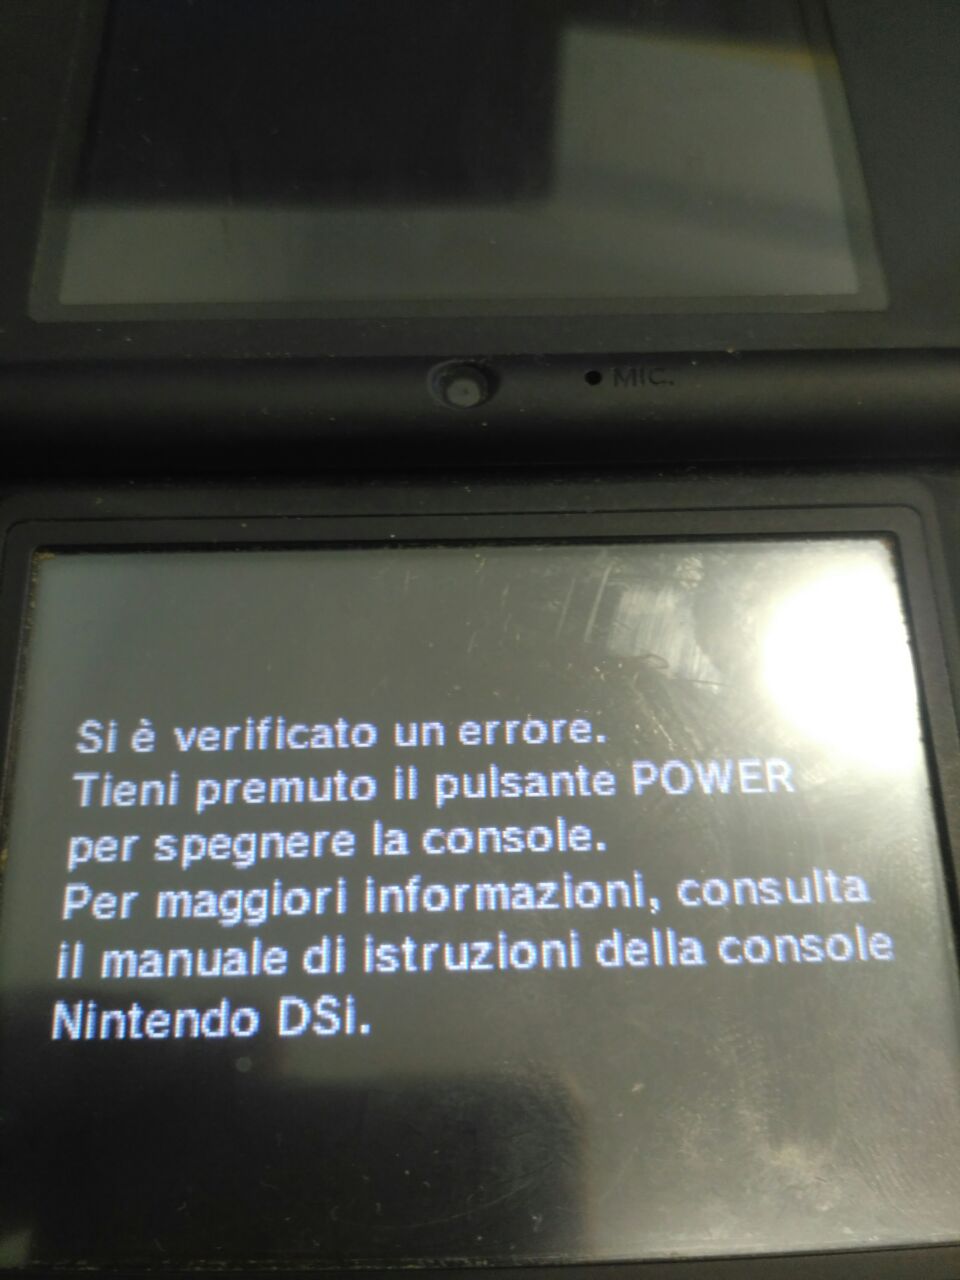 MIC.
Si è verificato un errore.
Tieni premuto il pulsante POWER
per spegnere la console.
Per maggiori informazioni, consulta
il manuale di istruzioni della console
Nintendo DSi.